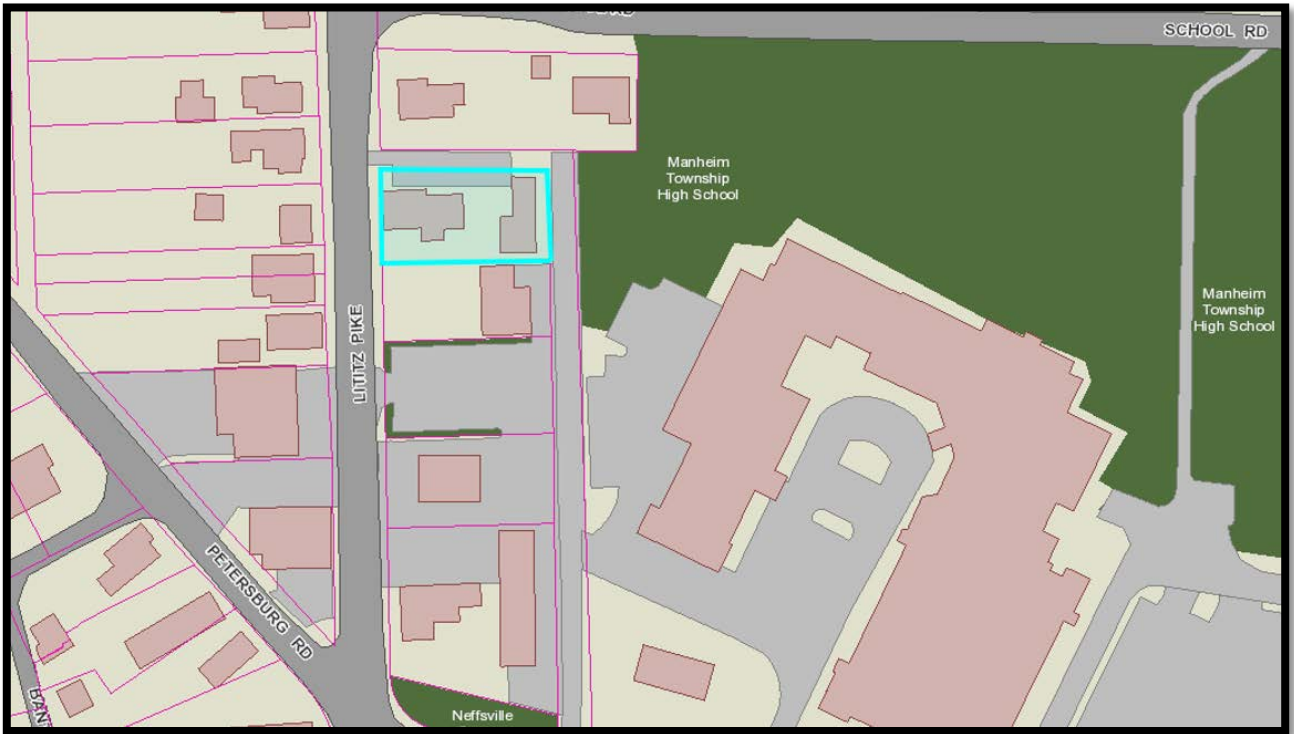 SCHOOL RD
Manheim
Township
High School
Manheim
Township
High School
LITITZ PIKE
PETERSBURG RD
Neffsville